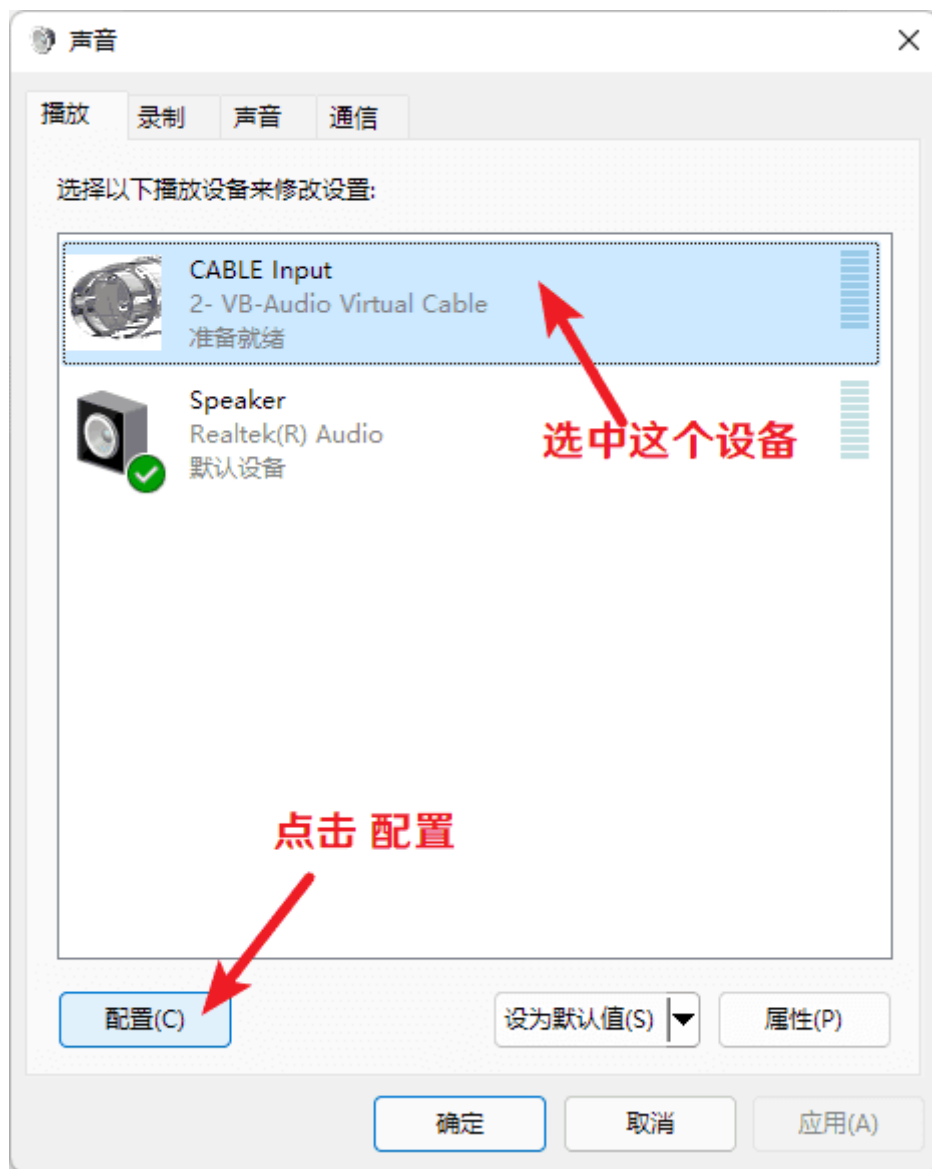 声音
播放 录制 声音 通信
选择以下播放设备来修改设置:
CABLE Input
2- VB-Audio Virtual Cable
准备就绪
Speaker
Realtek(R) Audio
默认设备
选中这个设备
点击 配置
配置(C) 设为默认值(S) 属性(P)
确定 取消 应用(A)